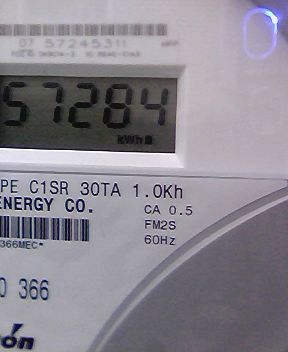 07 57245311
57284
kWh
PE C1SR 30TA 1.0Kh
ENERGY CO.
CA 0.5
FM2S
366MEC*
60Hz
0 366
ón